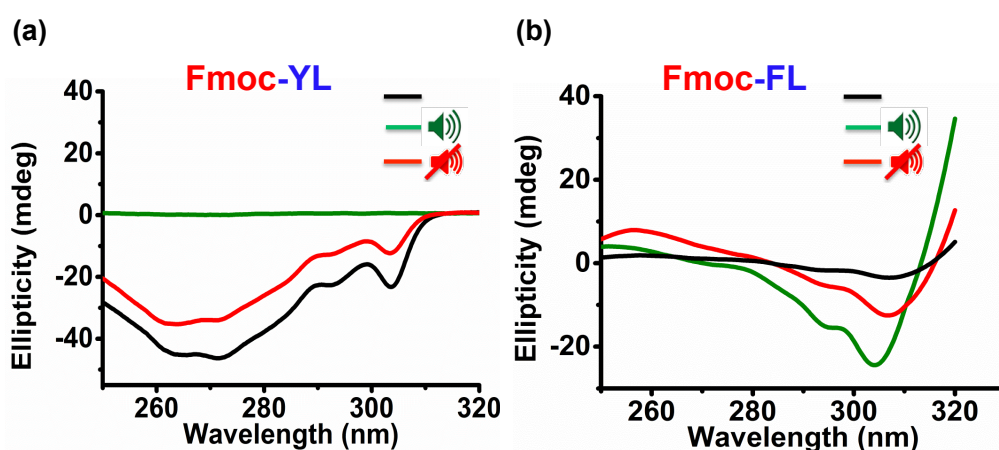 (a)
Fmoc-YL
40
20
0
-20
-40
260
280
300
320
Ellipticity (mdeg)
Wavelength (nm)
(b)
Fmoc-FL
40
20
0
-20
260
280
300
320
Ellipticity (mdeg)
Wavelength (nm)